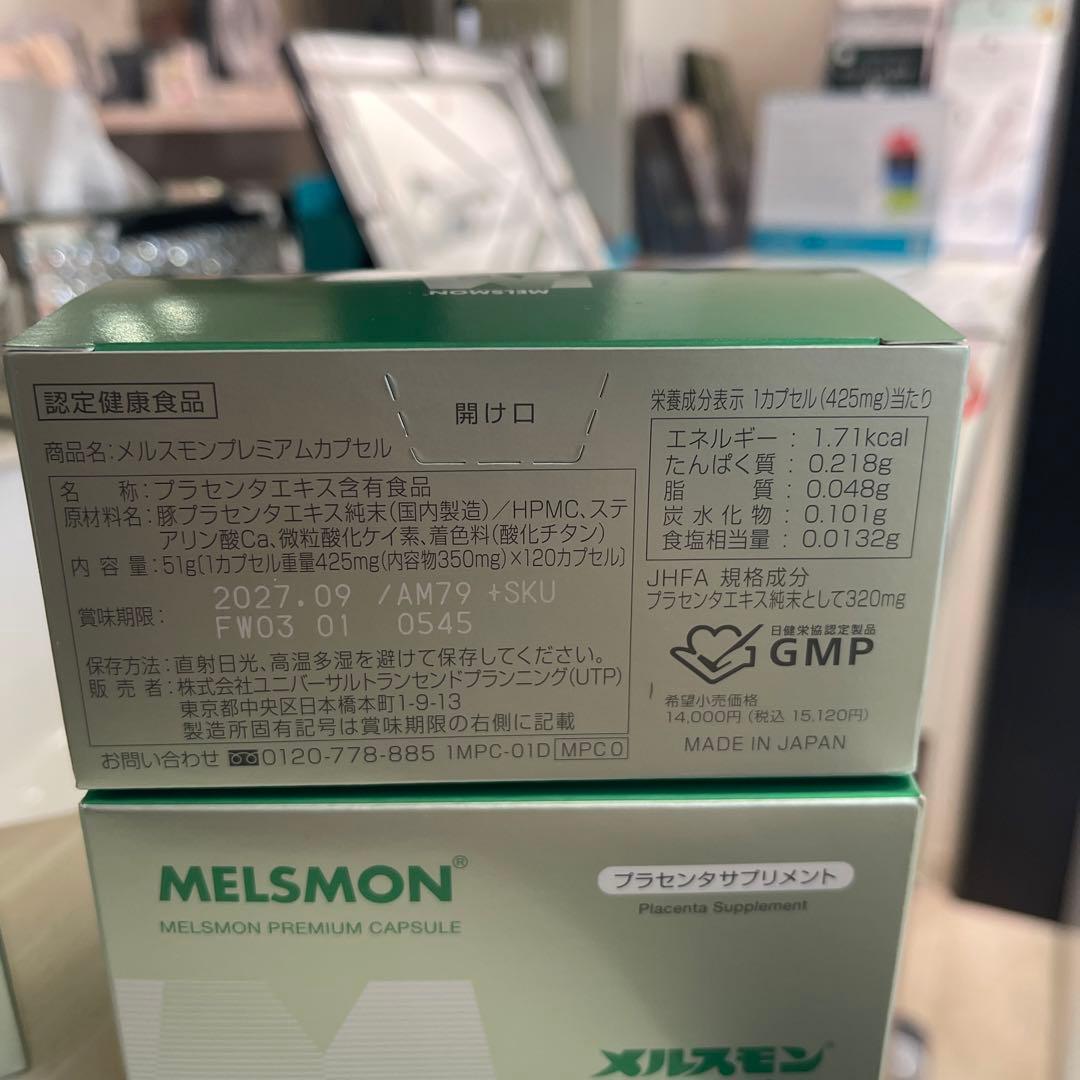 MELSMON
認定健康食品
開け口
商品名:メルスモンプレミアムカプセル
名　　称:プラセンタエキス含有食品
原材料名:豚プラセンタエキス純末(国内製造)/HPMC、ステ
アリン酸Ca、微粒酸化ケイ素、着色料(酸化チタン)
内 容 量:51g〔1カプセル重量425mg(内容物350mg)×120カプセル〕
賞味期限:
2027.09 /AM79 +SKU
FW03 01 0545
保存方法:直射日光、高温多湿を避けて保存してください。
販 売 者:株式会社ユニバーサルトランセンドプランニング(UTP)
東京都中央区日本橋本町1-9-13
製造所固有記号は賞味期限の右側に記載
お問い合わせ 0120-778-885 1MPC-01D MPC0
栄養成分表示 1カプセル(425mg)当たり
エネルギー : 1.71kcal
たんぱく質 : 0.218g
脂　　質 : 0.048g
炭水化物 : 0.101g
食塩相当量 : 0.0132g
JHFA 規格成分
プラセンタエキス純末として320mg
日健栄協認定製品
GMP
希望小売価格
14,000円(税込 15,120円)
MADE IN JAPAN
MELSMON®
MELSMON PREMIUM CAPSULE
プラセンタサプリメント
Placenta Supplement
メルスモン